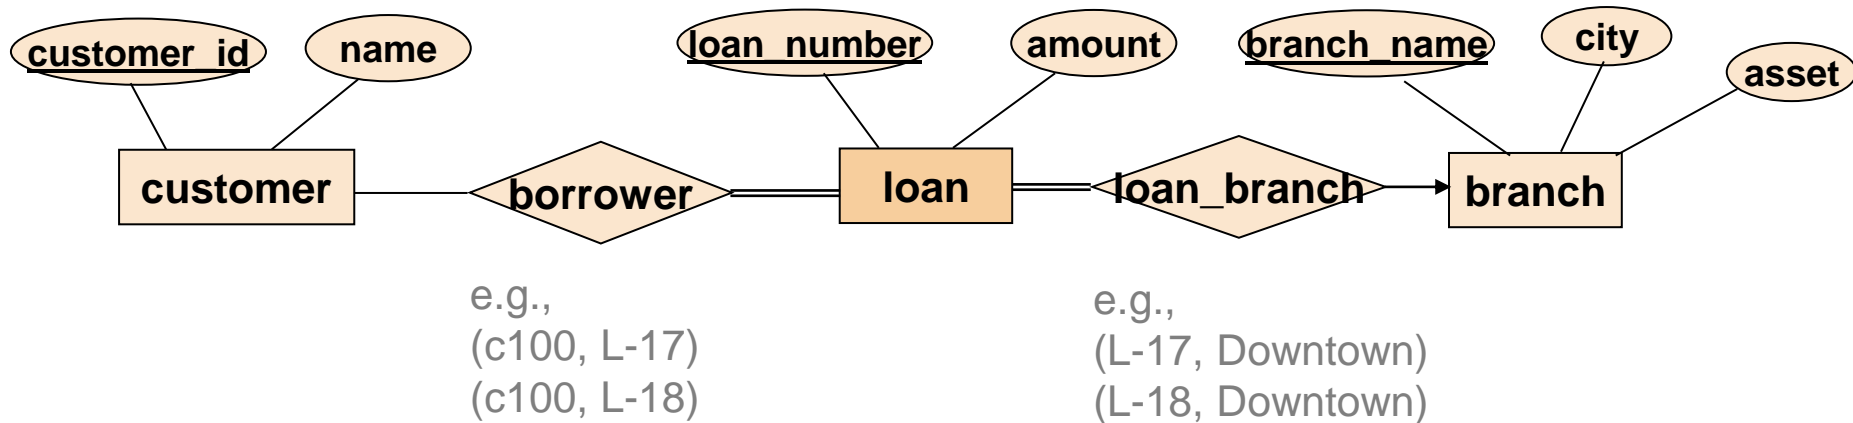 customer_id
name
loan_number
amount
branch_name
city
asset
customer
borrower
loan
loan_branch
branch
e.g.,
(c100, L-17)
(c100, L-18)
e.g.,
(L-17, Downtown)
(L-18, Downtown)